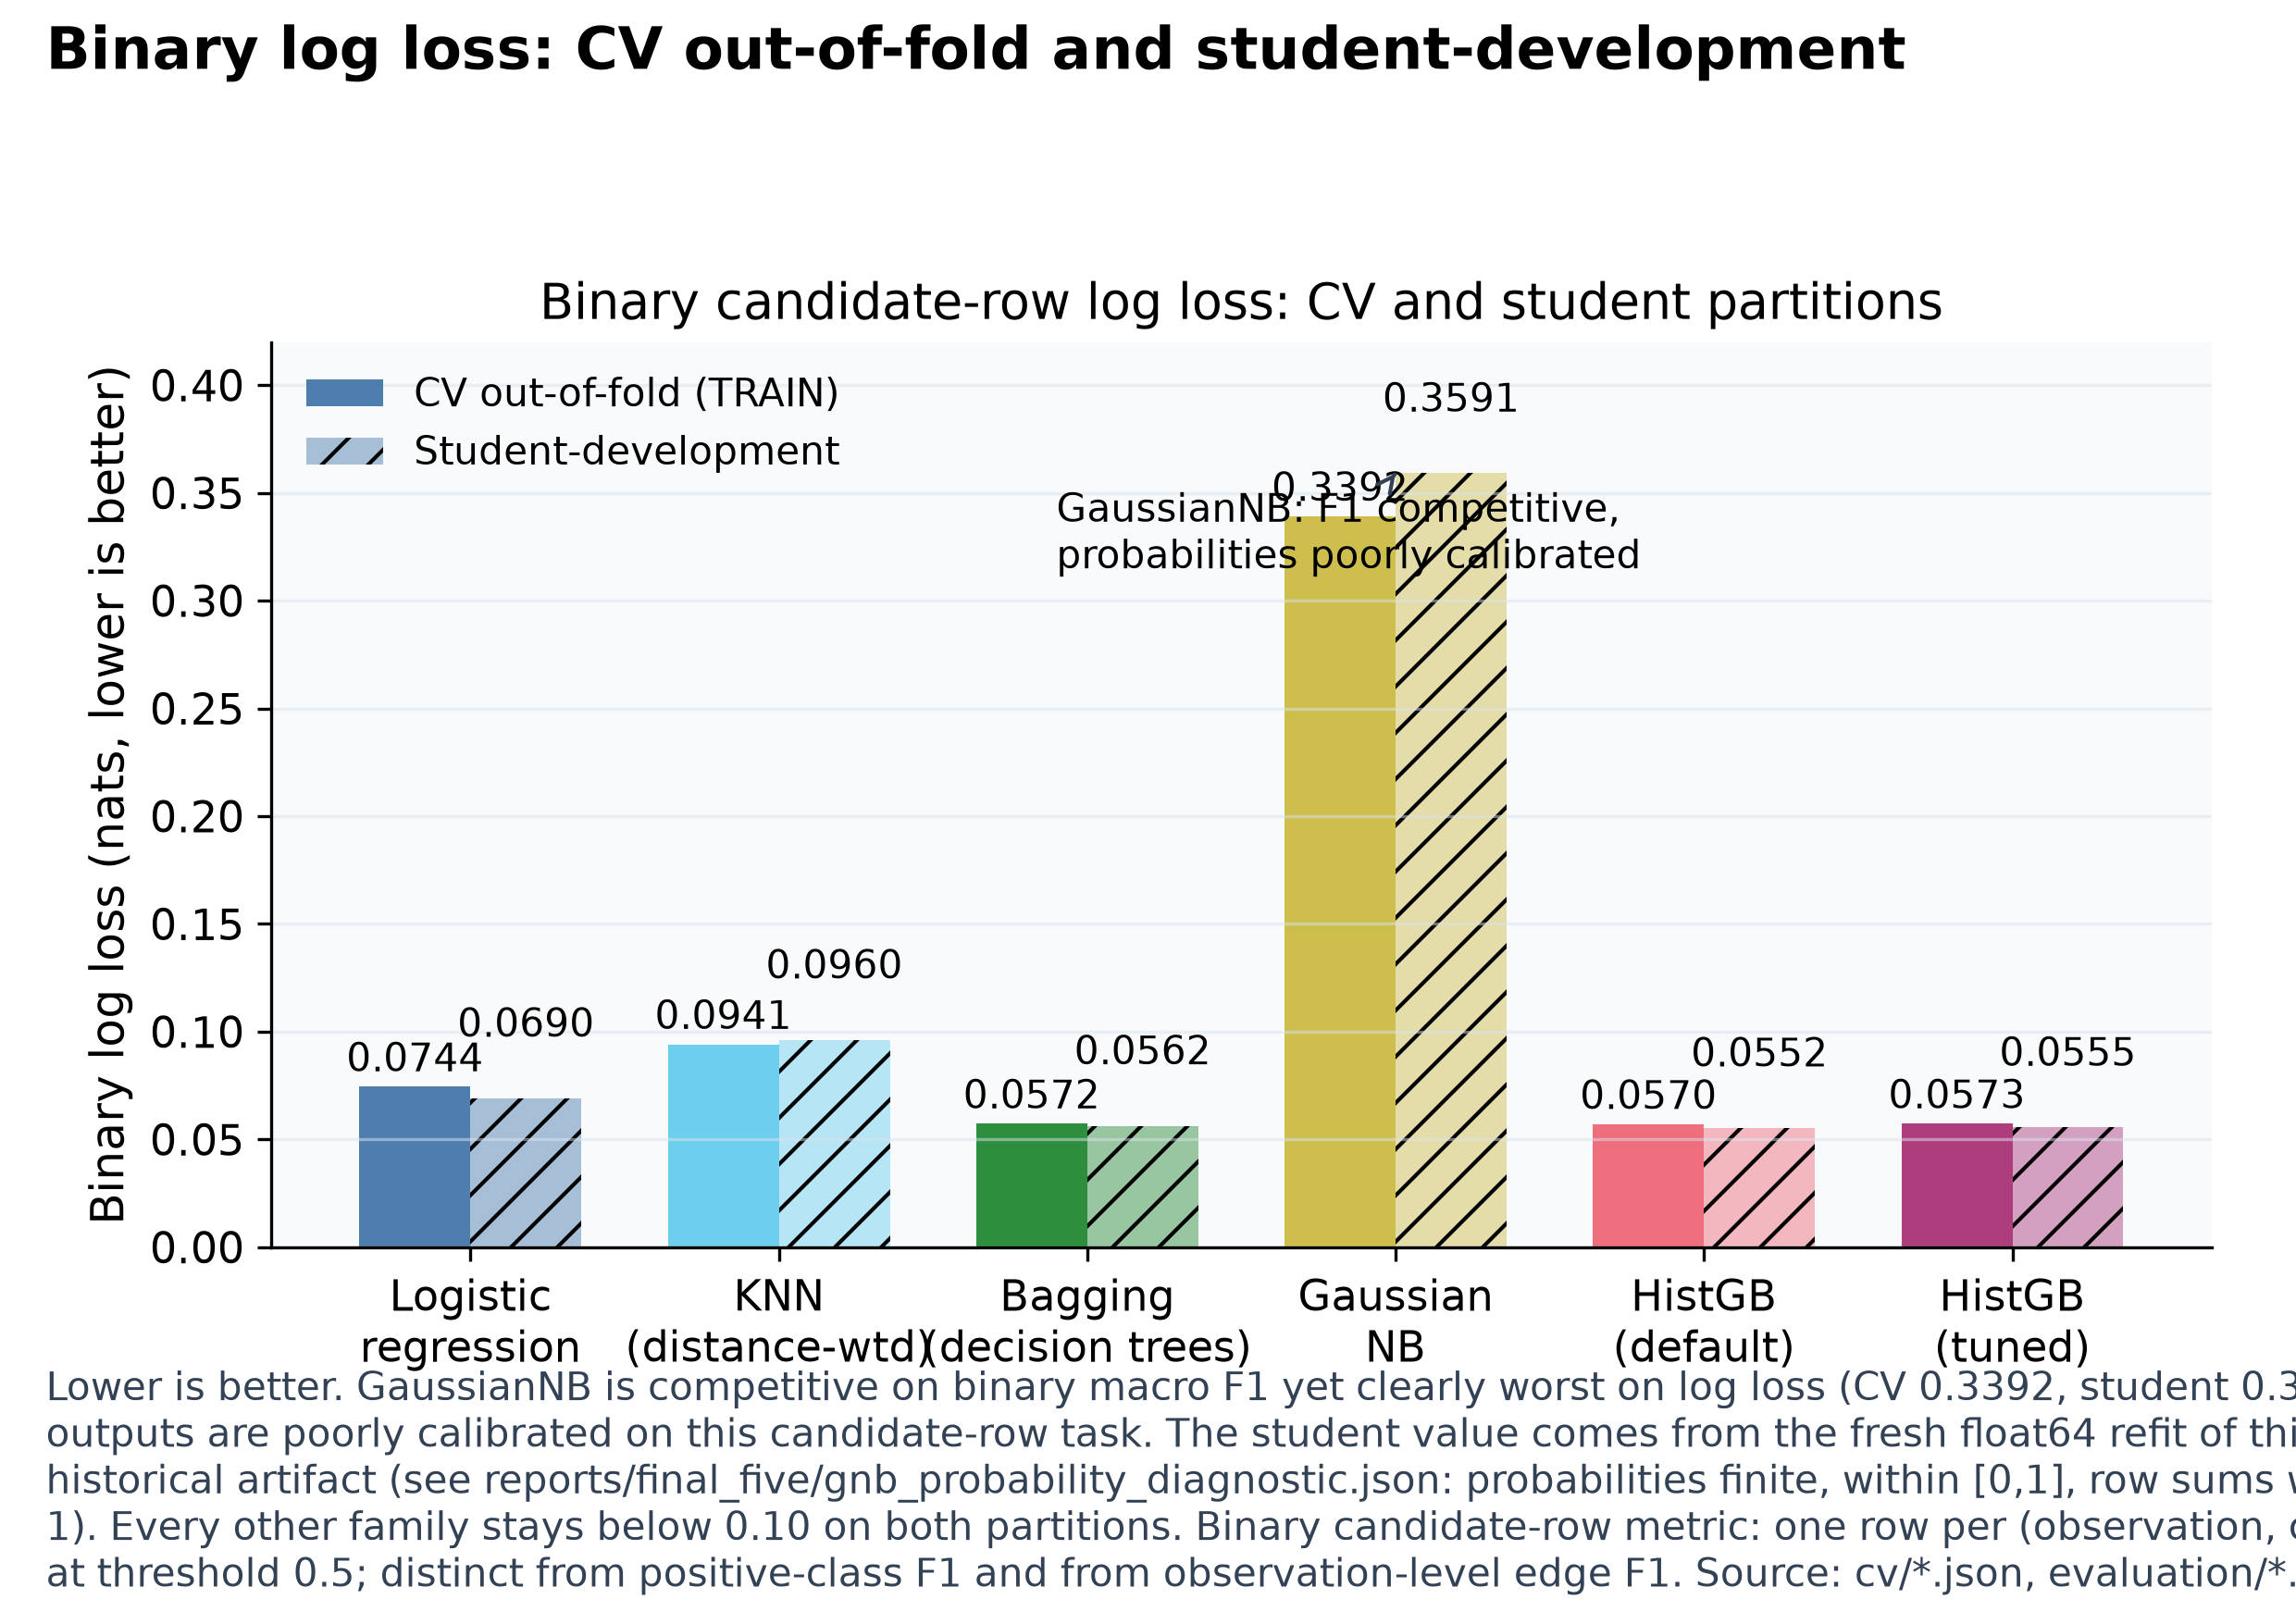 Binary log loss: CV out-of-fold and student-development
Binary candidate-row log loss: CV and student partitions
Binary log loss (nats, lower is better)
0.40
0.35
0.30
0.25
0.20
0.15
0.10
0.05
0.00
CV out-of-fold (TRAIN)
Student-development
0.3591
0.3392
GaussianNB: F1 competitive,
probabilities poorly calibrated
0.0744
0.0690
0.0941
0.0960
0.0572
0.0562
0.0570
0.0552
0.0573
0.0555
Logistic
regression
KNN
(distance-wtd)
Bagging
(decision trees)
Gaussian
NB
HistGB
(default)
HistGB
(tuned)
Lower is better. GaussianNB is competitive on binary macro F1 yet clearly worst on log loss (CV 0.3392, student
outputs are poorly calibrated on this candidate-row task. The student value comes from the fresh float64 refit of
historical artifact (see reports/final_five/gnb_probability_diagnostic.json: probabilities finite, within [0,1], row sums
1). Every other family stays below 0.10 on both partitions. Binary candidate-row metric: one row per (observation,
at threshold 0.5; distinct from positive-class F1 and from observation-level edge F1. Source: cv/*.json, evaluation/*.